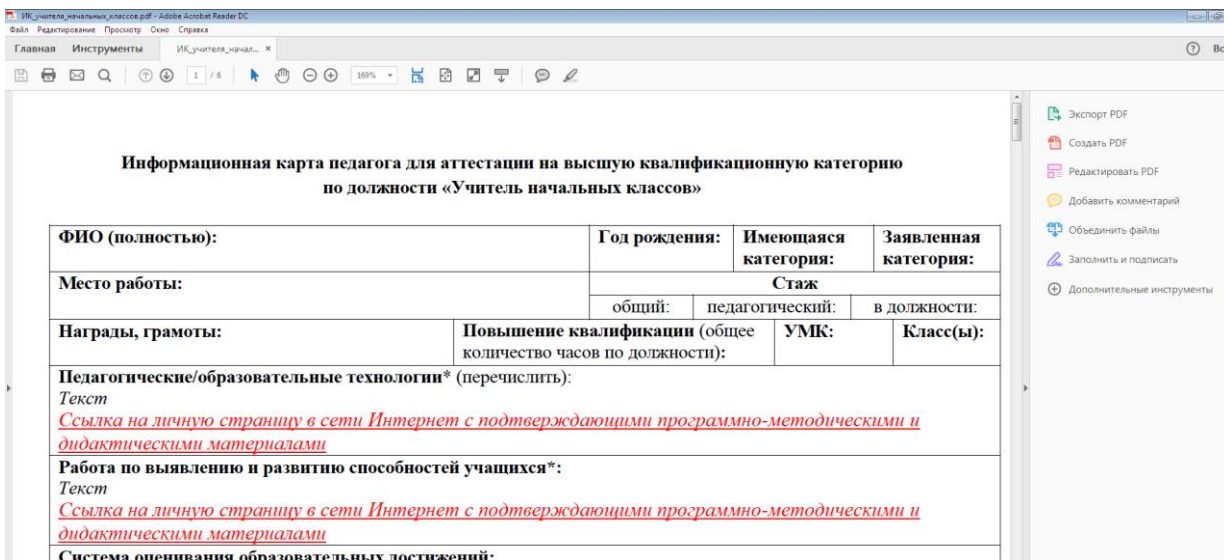 ИК_учителя_начальных_классов.pdf - Adobe Acrobat Reader DC
Файл Редактирование Просмотр Окно Справка
Главная Инструменты ИК_учителя_начал... ×
1 / 6 169%
Экспорт PDF
Создать PDF
Редактировать PDF
Добавить комментарий
Объединить файлы
Заполнить и подписать
Дополнительные инструменты
Информационная карта педагога для аттестации на высшую квалификационную категорию
по должности «Учитель начальных классов»
ФИО (полностью): Год рождения: Имеющаяся категория: Заявленная категория:
Место работы: Стаж
общий: педагогический: в должности:
Награды, грамоты: Повышение квалификации (общее количество часов по должности): УМК: Класс(ы):
Педагогические/образовательные технологии* (перечислить):
Текст
Ссылка на личную страницу в сети Интернет с подтверждающими программно-методическими и
дидактическими материалами
Работа по выявлению и развитию способностей учащихся*:
Текст
Ссылка на личную страницу в сети Интернет с подтверждающими программно-методическими и
дидактическими материалами
Система оценивания образовательных достижений: